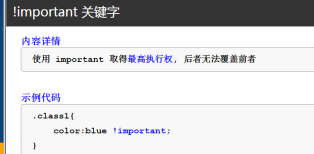 !important 关键字
内容详情
使用 important 取得最高执行权, 后者无法覆盖前者
示例代码
.class1{
color:blue !important;
}